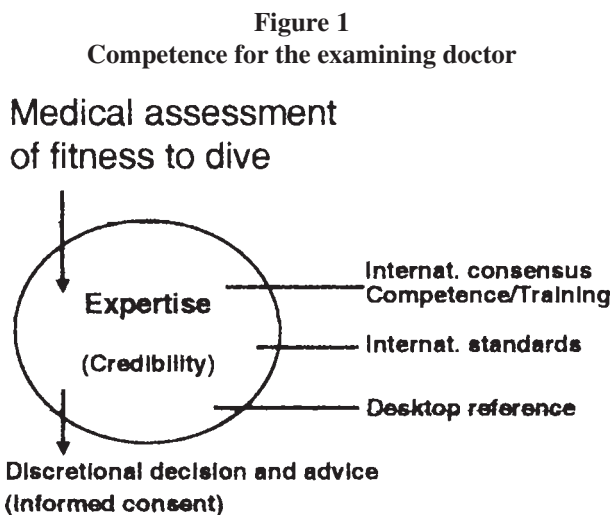 Figure 1
Competence for the examining doctor
Medical assessment
of fitness to dive
Expertise
(Credibility)
Internat. consensus
Competence/Training
Internat. standards
Desktop reference
Discretional decision and advice
(Informed consent)